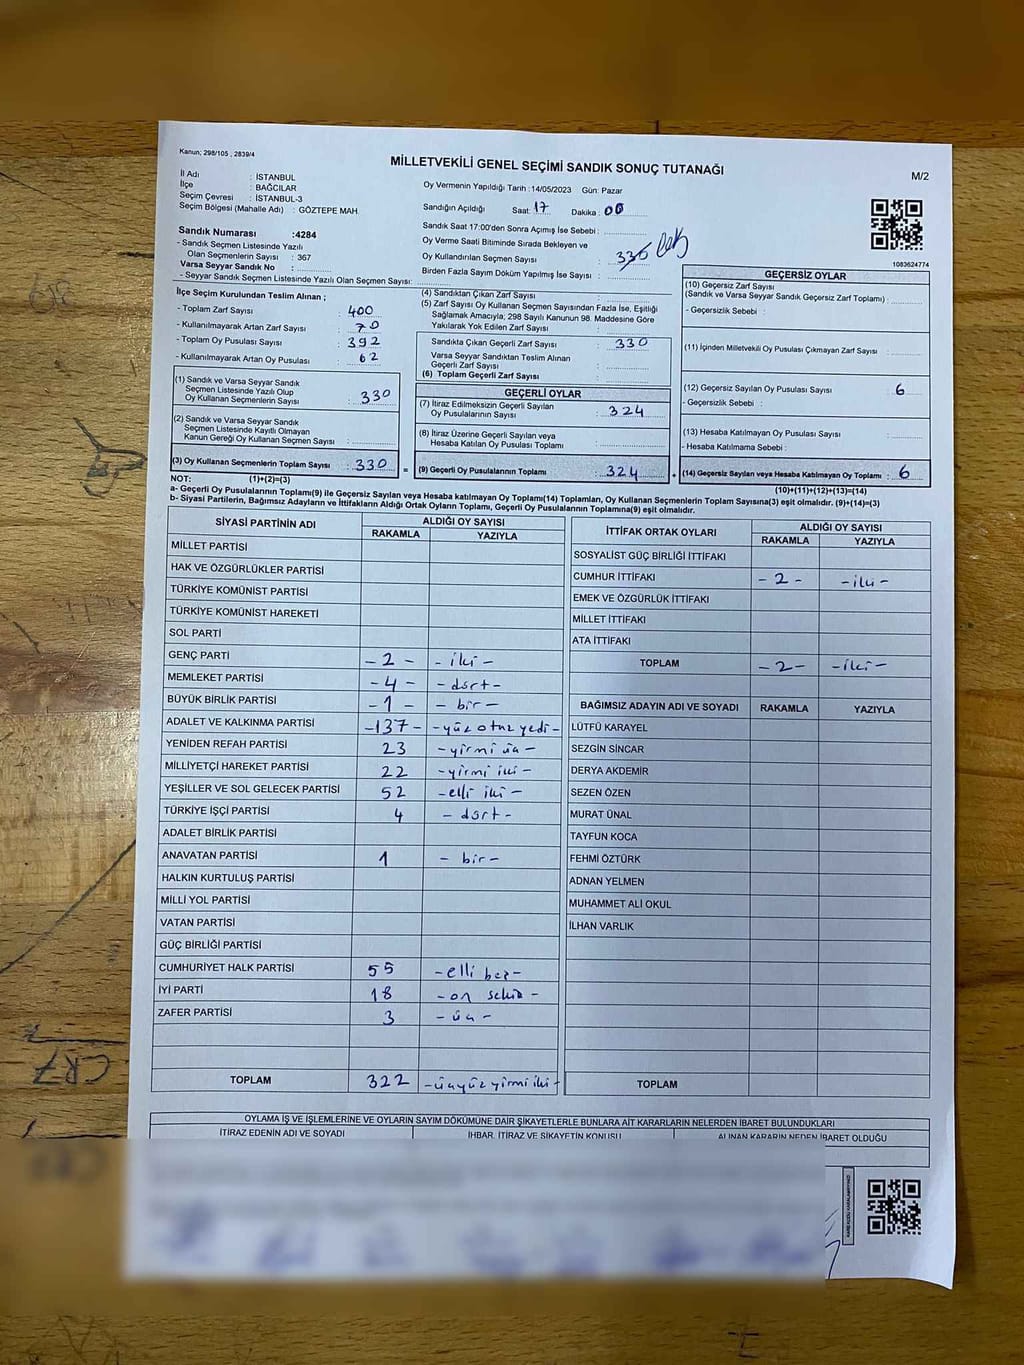 Kanun; 298/105 , 2839/4
MİLLETVEKİLİ GENEL SEÇİMİ SANDIK SONUÇ TUTANAĞI
M/2
İl Adı : İSTANBUL
İlçe : BAĞCILAR
Seçim Çevresi : İSTANBUL-3
Seçim Bölgesi (Mahalle Adı) : GÖZTEPE MAH.
Oy Vermenin Yapıldığı Tarih :14/05/2023 Gün: Pazar
Sandığın Açıldığı Saat: 17 Dakika: 00
Sandık Saat 17:00'den Sonra Açımış İse Sebebi :
Oy Verme Saati Bitiminde Sırada Bekleyen ve
Oy Kullandırılan Seçmen Sayısı :
Birden Fazla Sayım Döküm Yapılmış İse Sayısı :
1083624774
Sandık Numarası :4284
- Sandık Seçmen Listesinde Yazılı
Olan Seçmenlerin Sayısı : 367
Varsa Seyyar Sandık No :
- Seyyar Sandık Seçmen Listesinde Yazılı Olan Seçmen Sayısı:
İlçe Seçim Kurulundan Teslim Alınan ;
- Toplam Zarf Sayısı : 400
- Kullanılmayarak Artan Zarf Sayısı : 70
- Toplam Oy Pusulası Sayısı : 392
- Kullanılmayarak Artan Oy Pusulası : 62
(1) Sandık ve Varsa Seyyar Sandık
Seçmen Listesinde Yazılı Olup
Oy Kullanan Seçmenlerin Sayısı : 330
(2) Sandık ve Varsa Seyyar Sandık
Seçmen Listesinde Kayıtlı Olmayan
Kanun Gereği Oy Kullanan Seçmen Sayısı :
(3) Oy Kullanan Seçmenlerin Toplam Sayısı : 330 =
(4) Sandıktan Çıkan Zarf Sayısı :
(5) Zarf Sayısı Oy Kullanan Seçmen Sayısından Fazla İse, Eşitliği
Sağlamak Amacıyla; 298 Sayılı Kanunun 98. Maddesine Göre
Yakılarak Yok Edilen Zarf Sayısı :
Sandıkta Çıkan Geçerli Zarf Sayısı : 330
Varsa Seyyar Sandıktan Teslim Alınan
Geçerli Zarf Sayısı :
(6) Toplam Geçerli Zarf Sayısı :
GEÇERLİ OYLAR
(7) İtiraz Edilmeksizin Geçerli Sayılan
Oy Pusulalarının Sayısı : 324
(8) İtiraz Üzerine Geçerli Sayılan veya
Hesaba Katılan Oy Pusulası Toplamı :
(9) Geçerli Oy Pusulalarının Toplamı : 324 +
GEÇERSİZ OYLAR
(10) Geçersiz Zarf Sayısı
(Sandık ve Varsa Seyyar Sandık Geçersiz Zarf Toplamı) :
- Geçersizlik Sebebi :
(11) İçinden Milletvekili Oy Pusulası Çıkmayan Zarf Sayısı :
(12) Geçersiz Sayılan Oy Pusulası Sayısı : 6
- Geçersizlik Sebebi :
(13) Hesaba Katılmayan Oy Pusulası Sayısı :
- Hesaba Katılmama Sebebi :
(14) Geçersiz Sayılan veya Hesaba Katılmayan Oy Toplamı : 6
NOT: (1)+(2)=(3) (10)+(11)+(12)+(13)=(14)
a- Geçerli Oy Pusulalarının Toplamı(9) ile Geçersiz Sayılan veya Hesaba katılmayan Oy Toplamı(14) Toplamları, Oy Kullanan Seçmenlerin Toplam Sayısına(3) eşit olmalıdır. (9)+(14)=(3)
b- Siyasi Partilerin, Bağımsız Adayların ve İttifakların Aldığı Ortak Oyların Toplamı, Geçerli Oy Pusulalarının Toplamına(9) eşit olmalıdır.
SİYASİ PARTİNİN ADI ALDIĞI OY SAYISI
RAKAMLA YAZIYLA
MİLLET PARTİSİ
HAK VE ÖZGÜRLÜKLER PARTİSİ
TÜRKİYE KOMÜNİST PARTİSİ
TÜRKİYE KOMÜNİST HAREKETİ
SOL PARTİ
GENÇ PARTİ -2- -iki-
MEMLEKET PARTİSİ -4- -dört-
BÜYÜK BİRLİK PARTİSİ -1- -bir-
ADALET VE KALKINMA PARTİSİ -137- -yüz otuz yedi-
YENİDEN REFAH PARTİSİ 23 -yirmi üç-
MİLLİYETÇİ HAREKET PARTİSİ 22 -yirmi iki-
YEŞİLLER VE SOL GELECEK PARTİSİ 52 -elli iki-
TÜRKİYE İŞÇİ PARTİSİ 4 -dört-
ADALET BİRLİK PARTİSİ
ANAVATAN PARTİSİ 1 -bir-
HALKIN KURTULUŞ PARTİSİ
MİLLİ YOL PARTİSİ
VATAN PARTİSİ
GÜÇ BİRLİĞİ PARTİSİ
CUMHURİYET HALK PARTİSİ 55 -elli beş-
İYİ PARTİ 18 -on sekiz-
ZAFER PARTİSİ 3 -üç-
TOPLAM 322 -üçyüz yirmi iki-
İTTİFAK ORTAK OYLARI ALDIĞI OY SAYISI
RAKAMLA YAZIYLA
SOSYALİST GÜÇ BİRLİĞİ İTTİFAKI
CUMHUR İTTİFAKI -2- -iki-
EMEK VE ÖZGÜRLÜK İTTİFAKI
MİLLET İTTİFAKI
ATA İTTİFAKI
TOPLAM -2- -iki-
BAĞIMSIZ ADAYIN ADI VE SOYADI RAKAMLA YAZIYLA
LÜTFÜ KARAYEL
SEZGİN SİNCAR
DERYA AKDEMİR
SEZEN ÖZEN
MURAT ÜNAL
TAYFUN KOCA
FEHMİ ÖZTÜRK
ADNAN YELMEN
MUHAMMET ALİ OKUL
İLHAN VARLIK
TOPLAM
OYLAMA İŞ VE İŞLEMLERİNE VE OYLARIN SAYIM DÖKÜMÜNE DAİR ŞİKAYETLERLE BUNLARA AİT KARARLARIN NELERDEN İBARET BULUNDUKLARI
İTİRAZ EDENİN ADI VE SOYADI İHBAR, İTİRAZ VE ŞİKAYETİN KONUSU ALINAN KARARIN NEDEN İBARET OLDUĞU
CR7